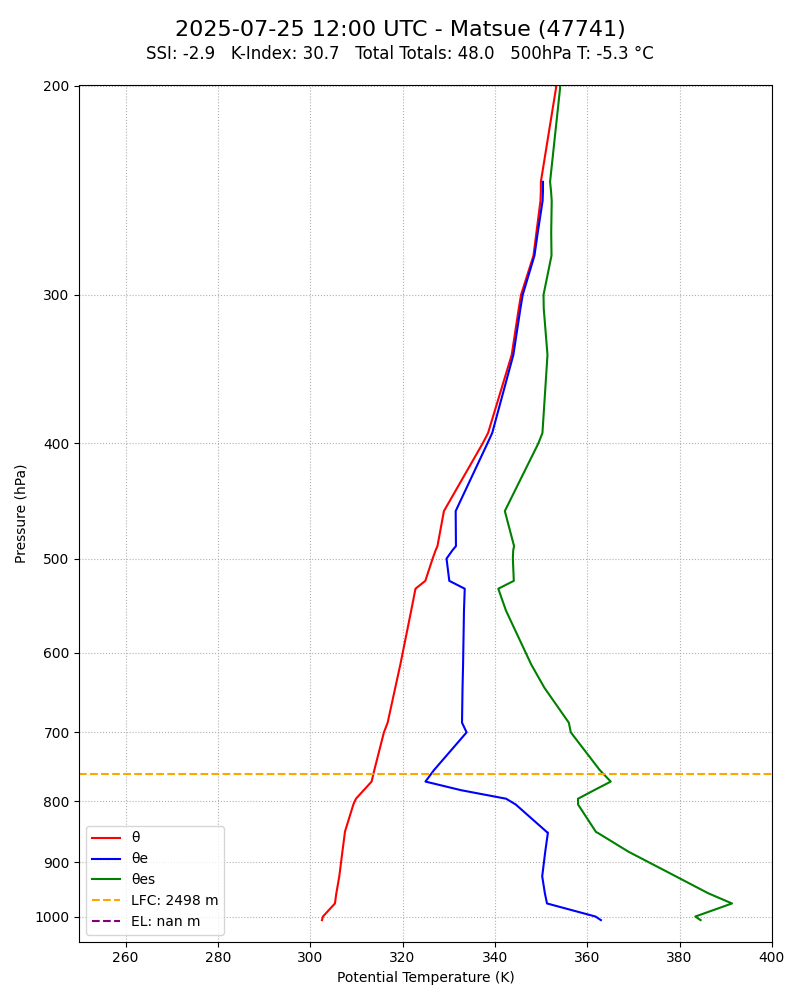 2025-07-25 12:00 UTC - Matsue (47741)
SSI: -2.9   K-Index: 30.7   Total Totals: 48.0   500hPa T: -5.3 °C
200
300
400
500
600
700
800
900
1000
Pressure (hPa)
θ
θe
θes
LFC: 2498 m
EL: nan m
260 280 300 320 340 360 380 400
Potential Temperature (K)